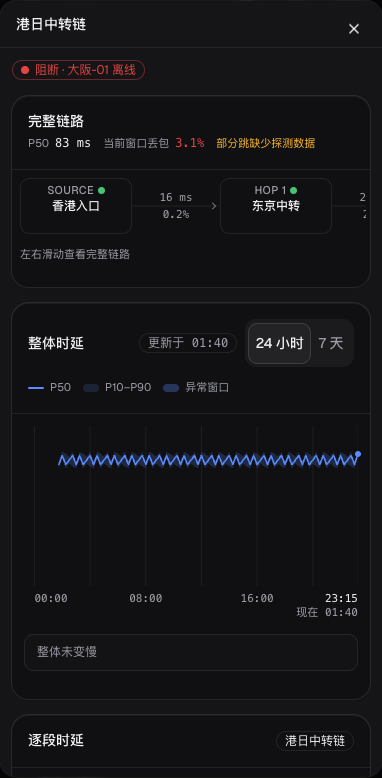 港日中转链
阻断 · 大阪-01 离线
完整链路
P50 83 ms 当前窗口丢包 3.1% 部分跳缺少探测数据
SOURCE
香港入口
16 ms
0.2%
HOP 1
东京中转
左右滑动查看完整链路
整体时延
更新于 01:40
24 小时
7 天
P50 P10–P90 异常窗口
00:00 08:00 16:00 23:15
现在 01:40
整体未变慢
逐段时延
港日中转链